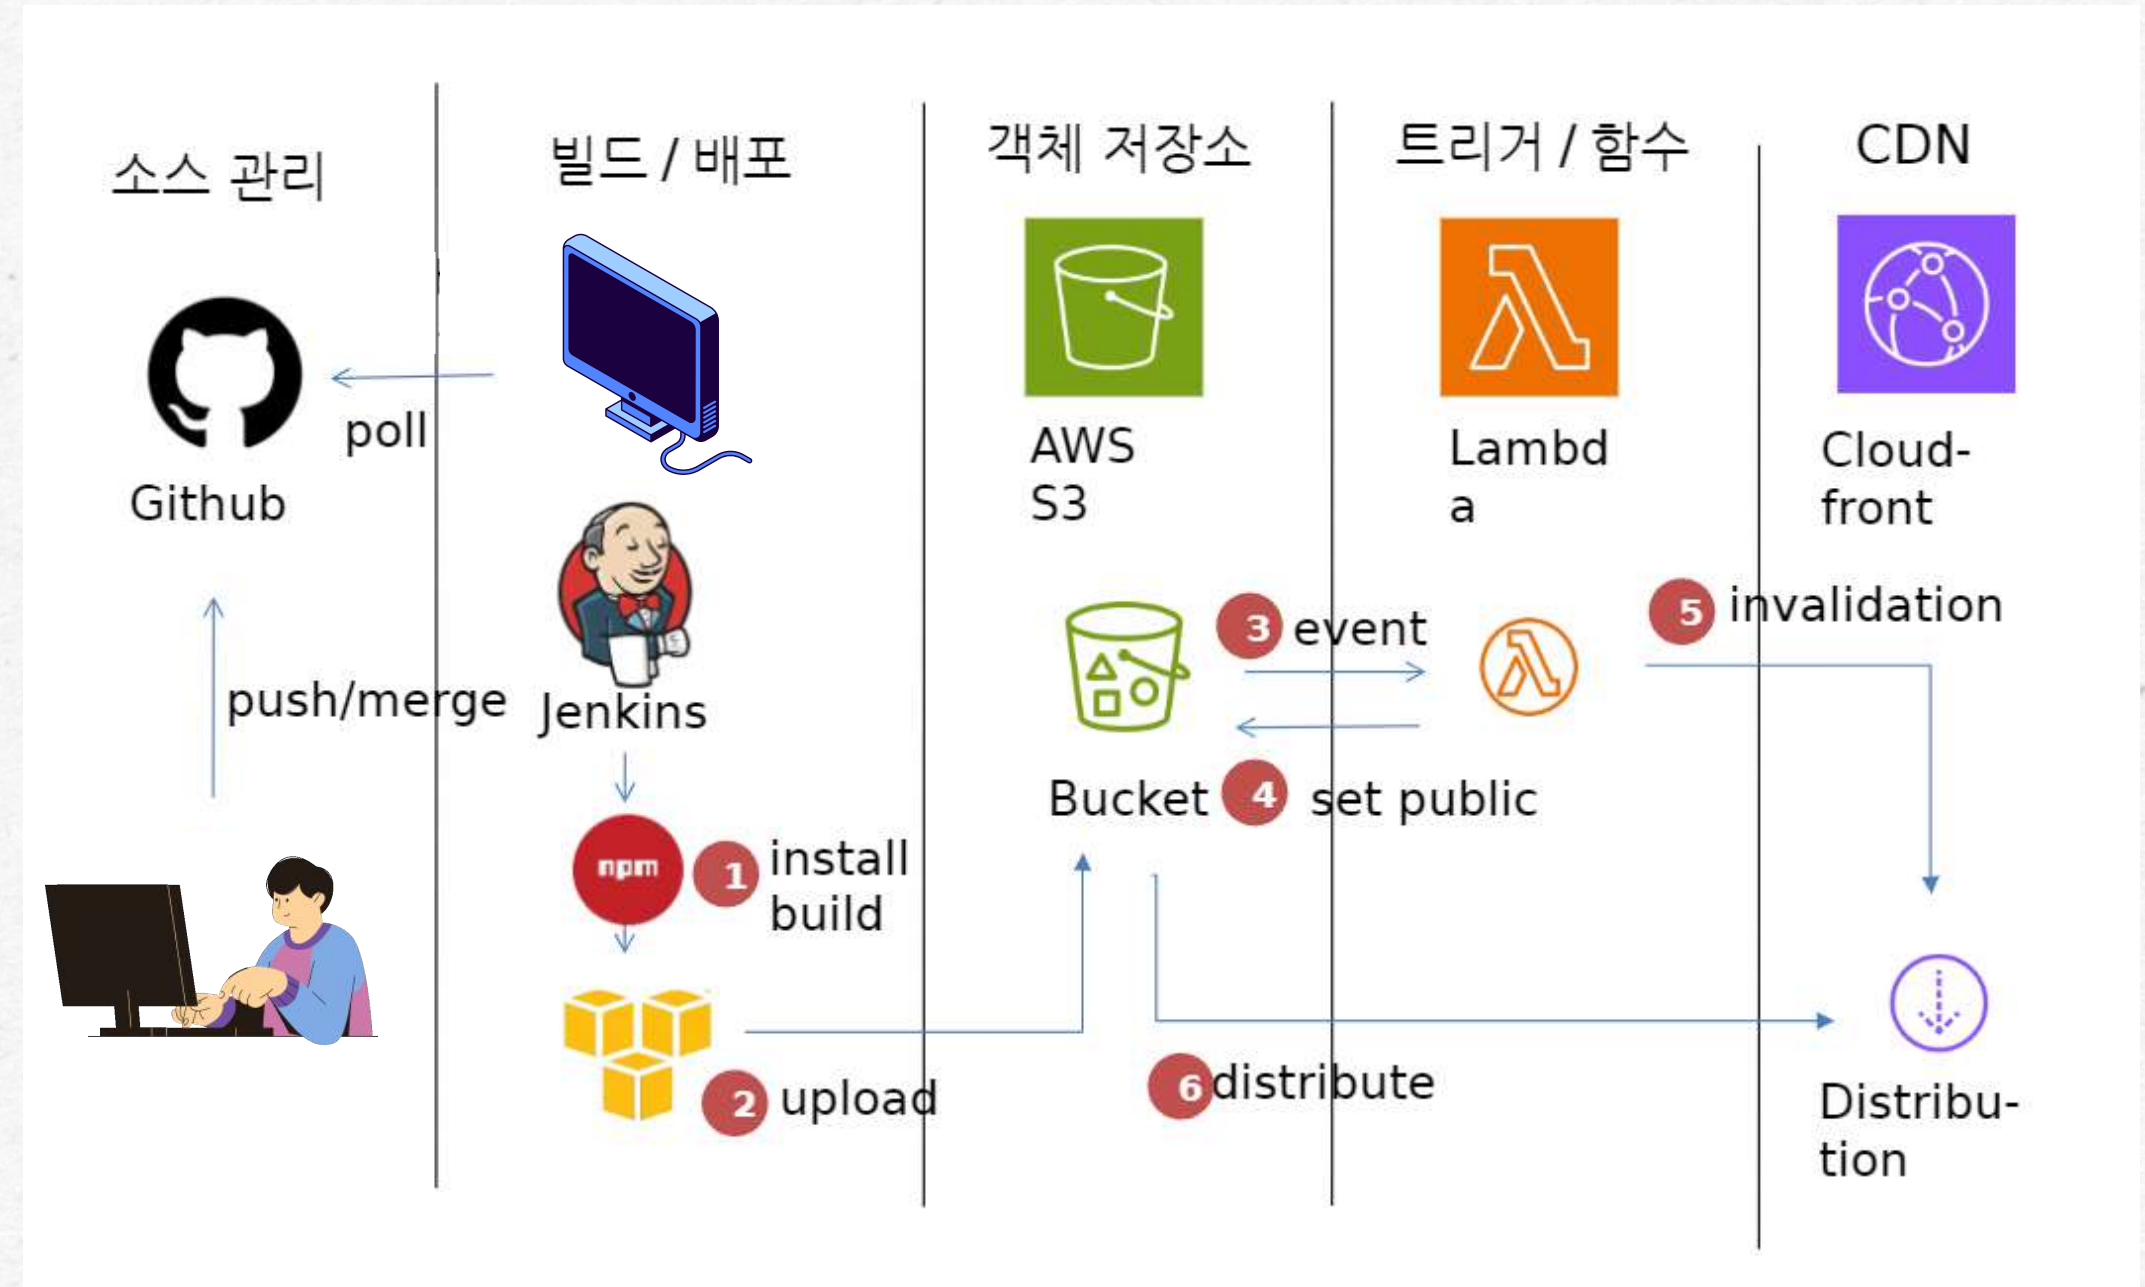 소스 관리
빌드 / 배포
객체 저장소
트리거 / 함수
CDN
Github
poll
push/merge
Jenkins
npm
1 install
build
2 upload
AWS
S3
Bucket
3 event
4 set public
6 distribute
Lambd
a
5 invalidation
Cloud-
front
Distribu-
tion